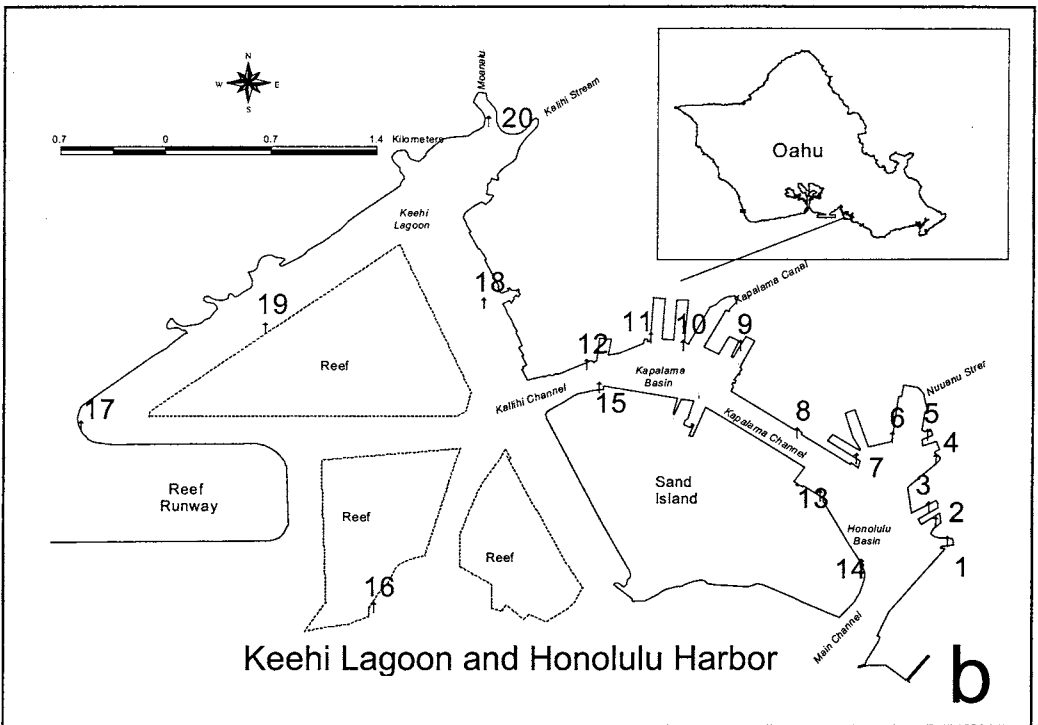 N
W E
S
0.7 0 0.7 1.4 Kilometers
Moanalu
Kalihi Stream
20
Oahu
Keehi
Lagoon
18
19
Kapalama Canal
11
10
9
12
Reef
Kapalama
Basin
Kalihi Channel
15
17
8
Kapalama Channel
Nuuanu Strer
6
5
4
7
Reef
Runway
Reef
Sand
Island
3
13
2
Honolulu
Basin
Reef
1
14
16
Main Channel
Keehi Lagoon and Honolulu Harbor
b